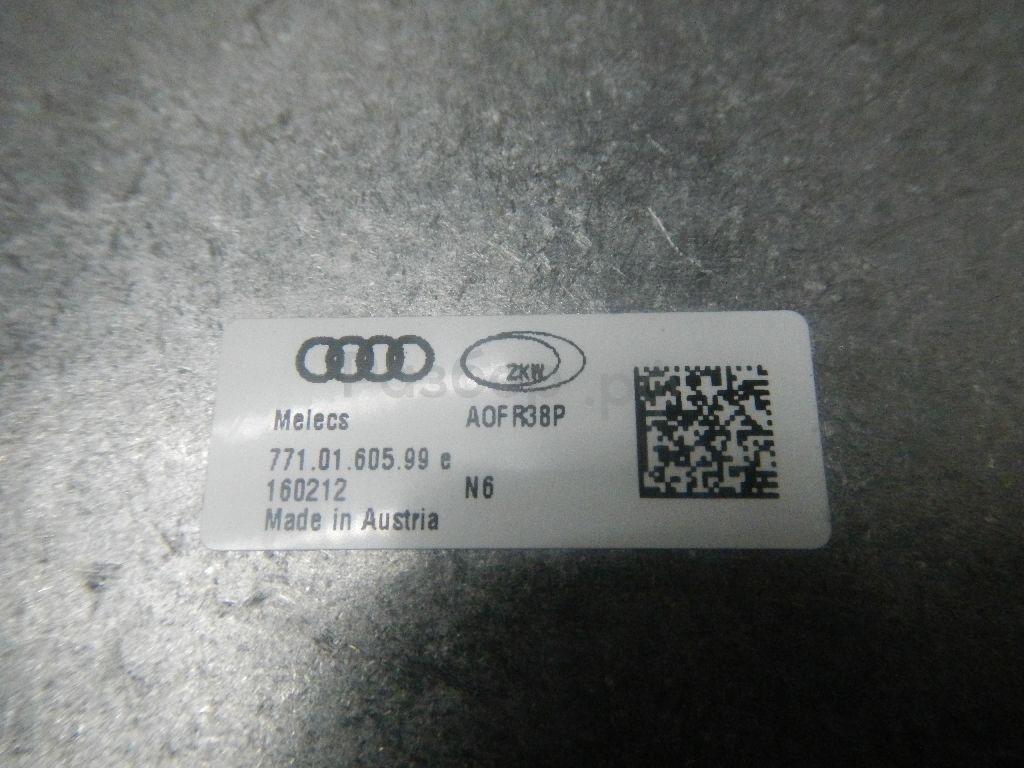 ZKW
Melecs AOFR38P
771.01.605.99 e
160212 N6
Made in Austria